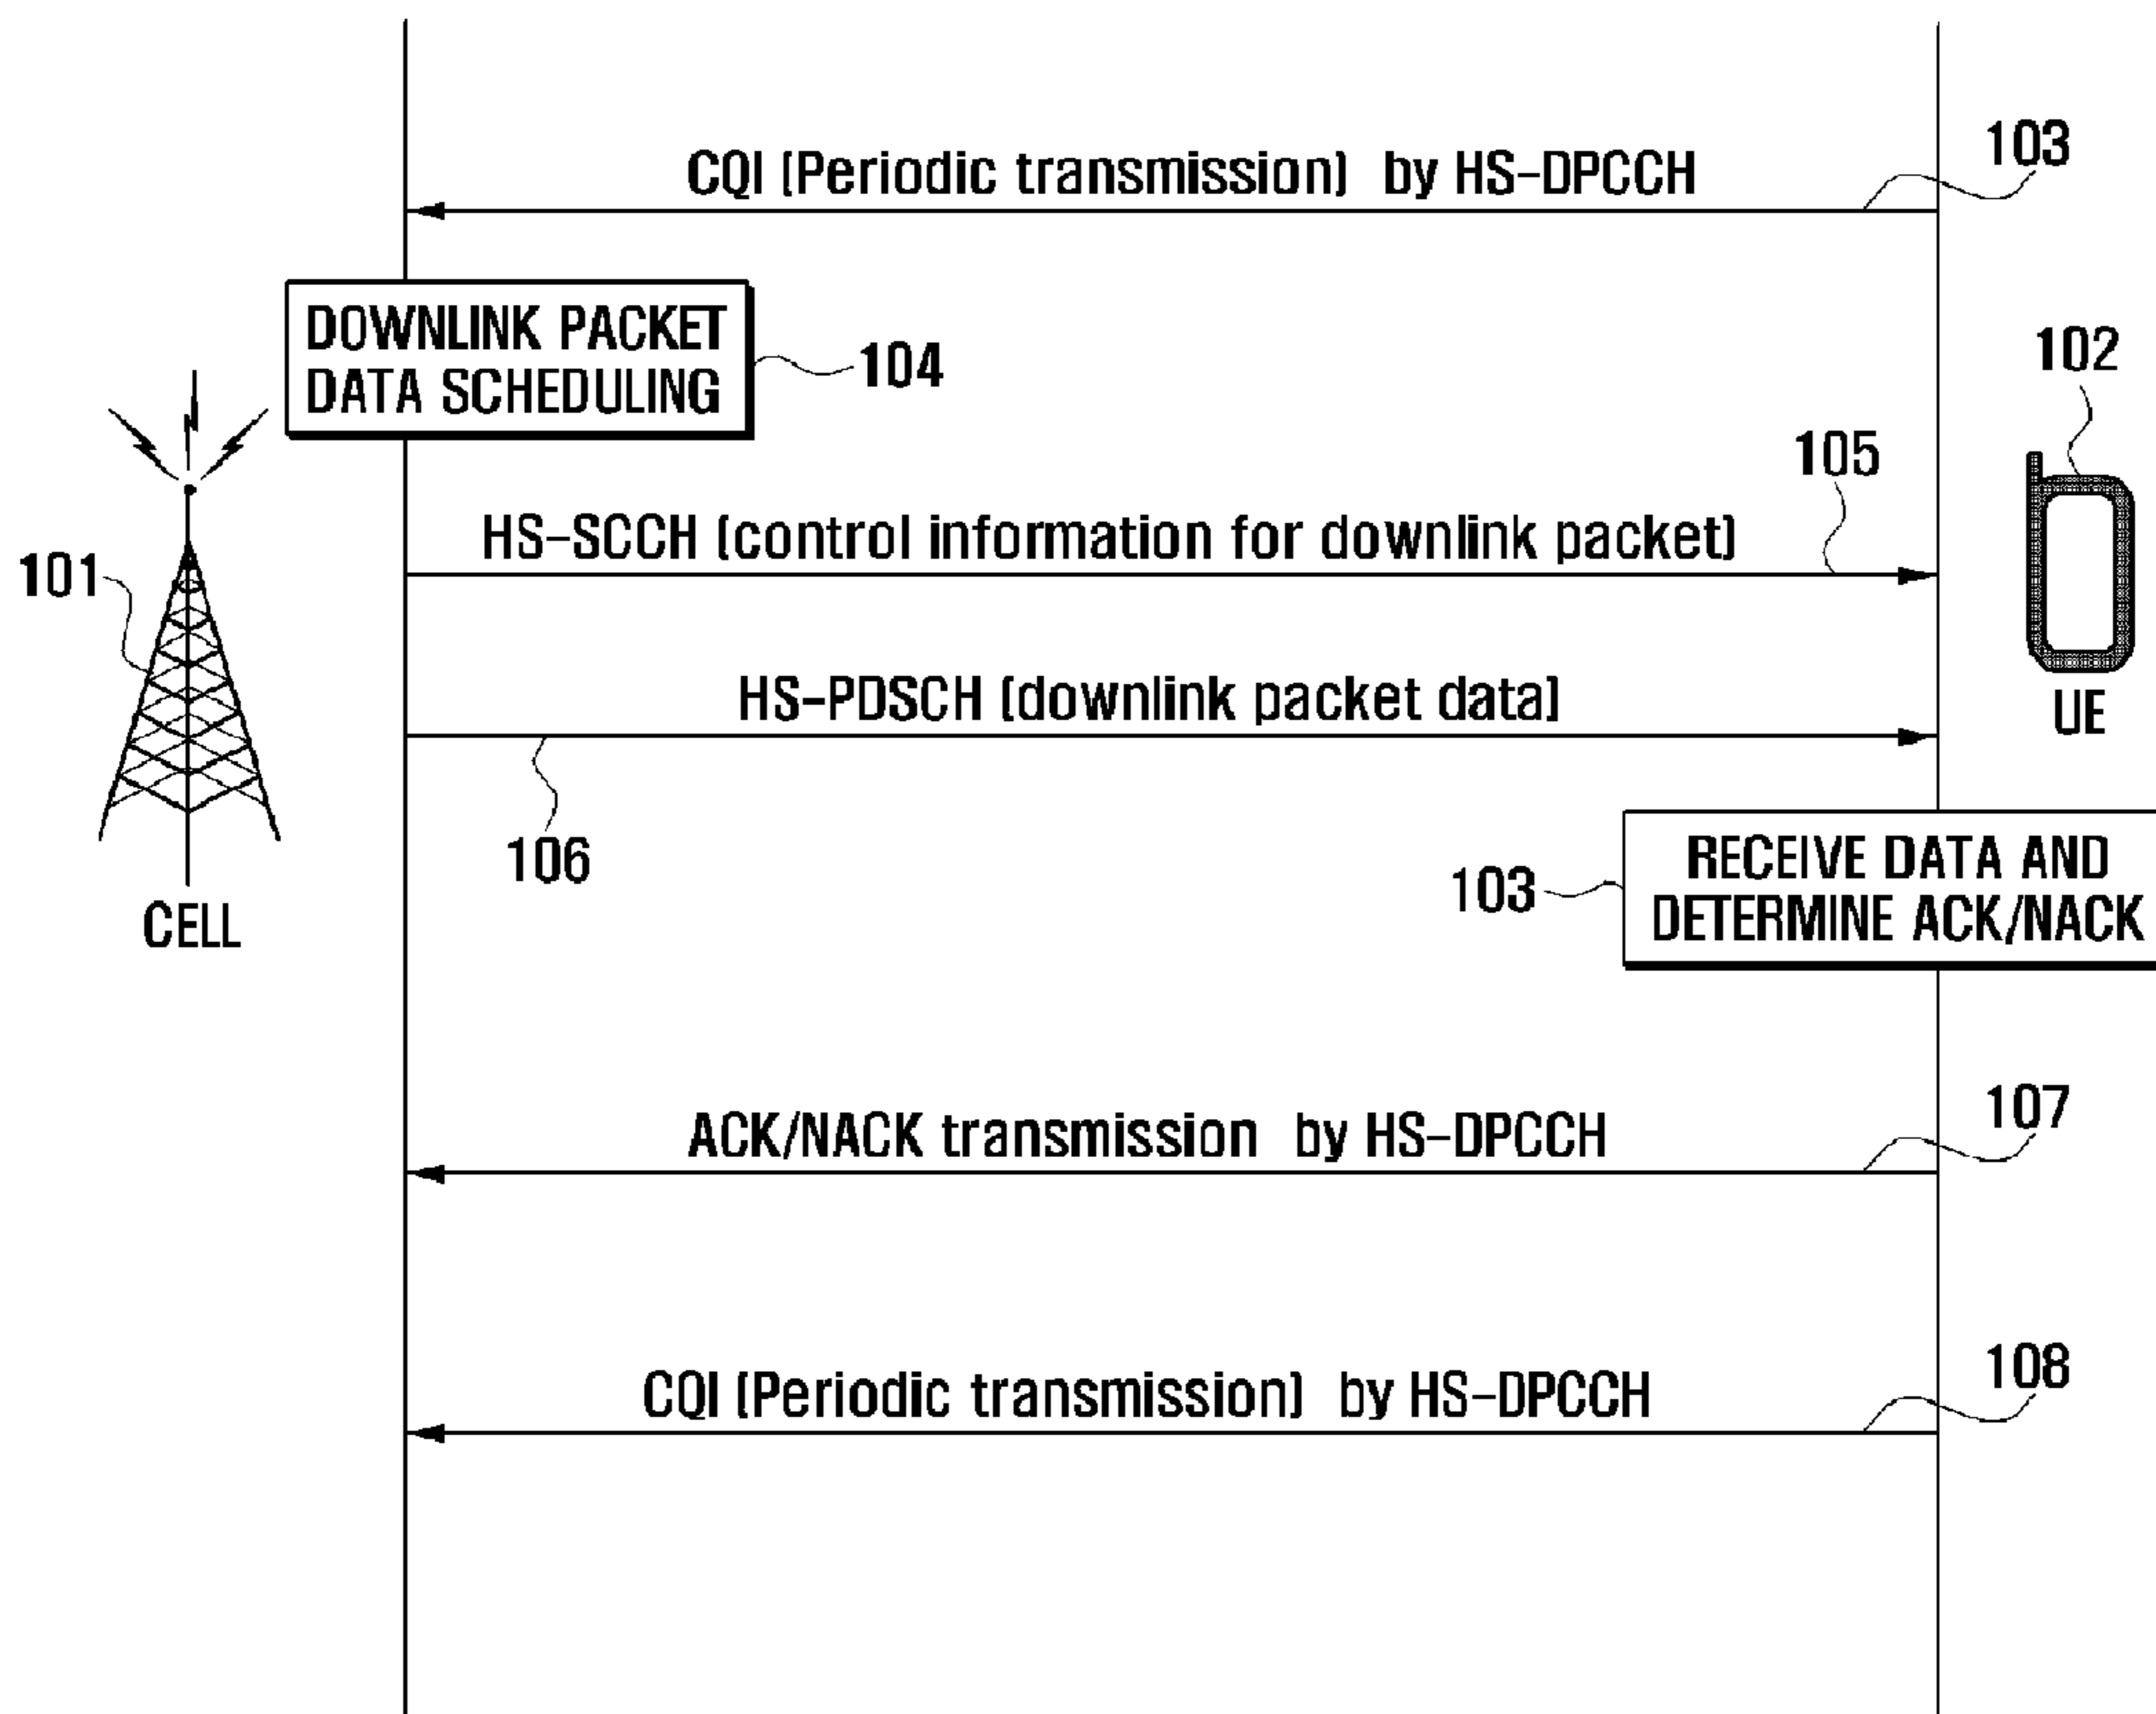 103
CQI (Periodic transmission) by HS-DPCCH
DOWNLINK PACKET
DATA SCHEDULING
104
102
105
HS-SCCH (control information for downlink packet)
101
HS-PDSCH (downlink packet data)
UE
106
CELL
103
RECEIVE DATA AND
DETERMINE ACK/NACK
107
ACK/NACK transmission by HS-DPCCH
108
CQI (Periodic transmission) by HS-DPCCH